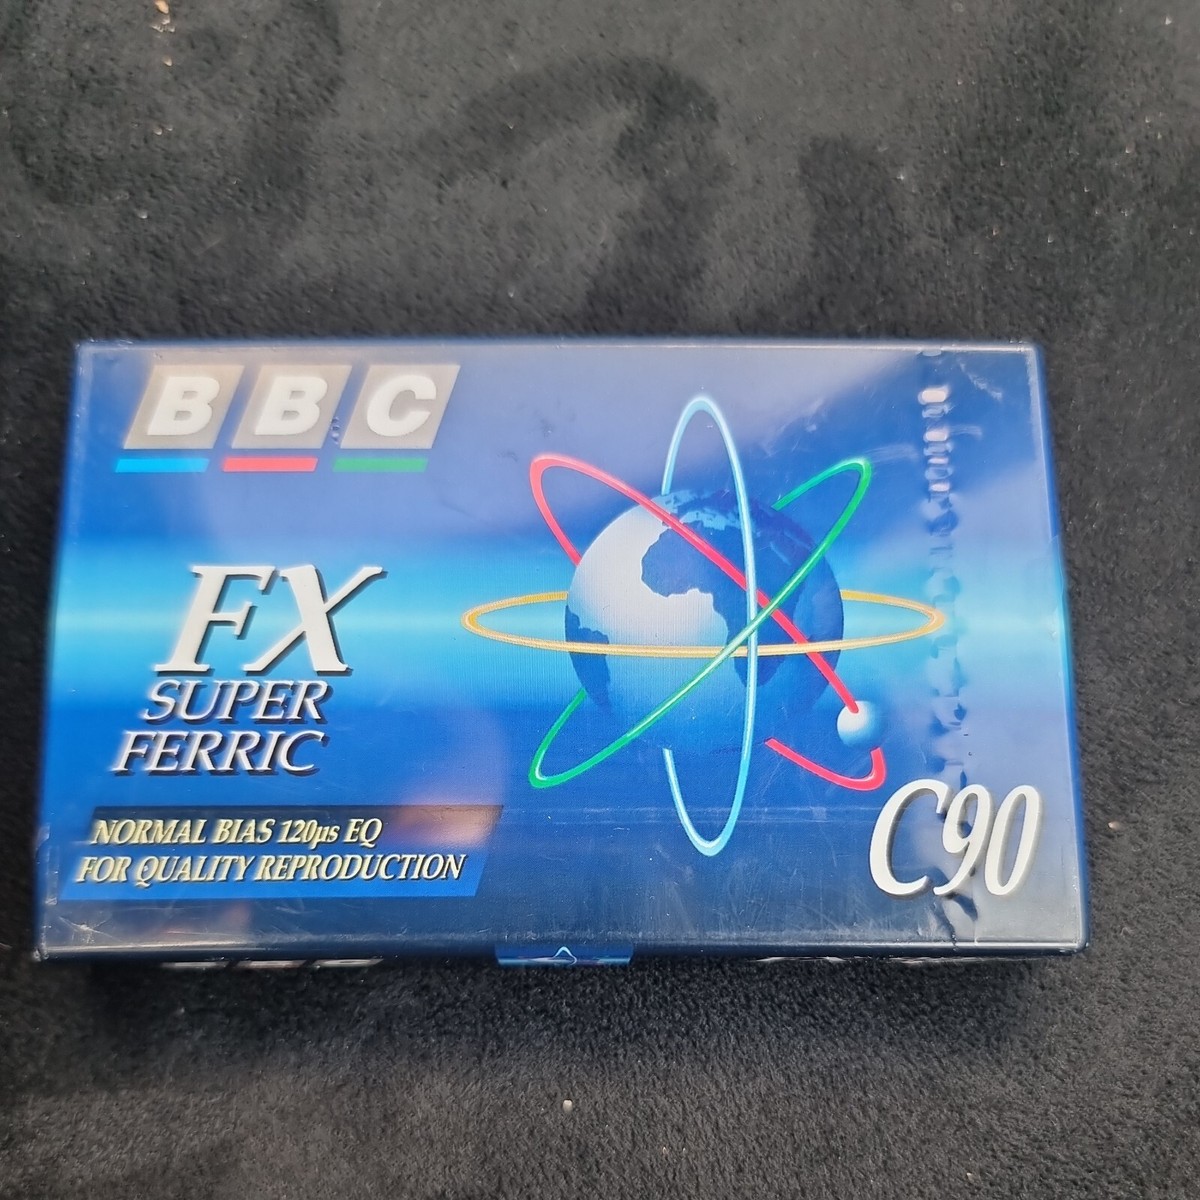 BBC
FX
SUPER
FERRIC
NORMAL BIAS 120µs EQ
FOR QUALITY REPRODUCTION
C90